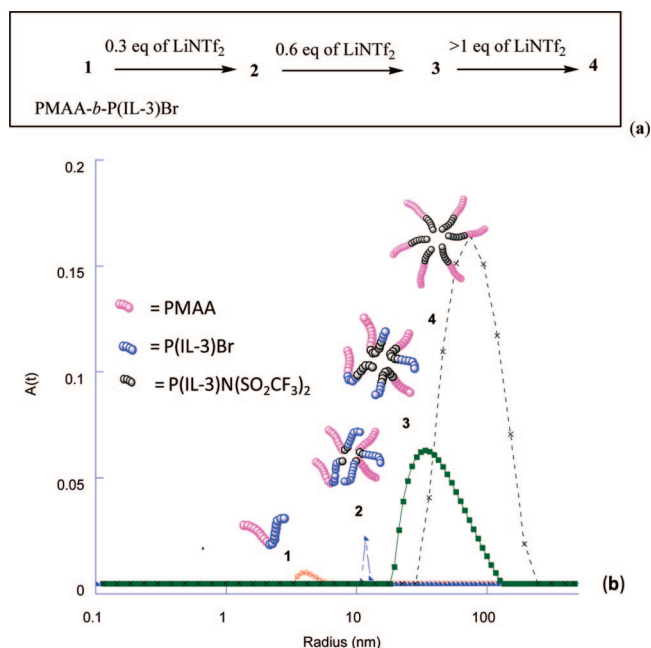 0.3 eq of LiNTf₂ 0.6 eq of LiNTf₂ >1 eq of LiNTf₂
1 2 3 4
PMAA-b-P(IL-3)Br
(a)
0.2
0.15
0.1
0.05
0
A(t)
= PMAA
= P(IL-3)Br
= P(IL-3)N(SO₂CF₃)₂
4
3
2
1
(b)
0.1 1 10 100
Radius (nm)